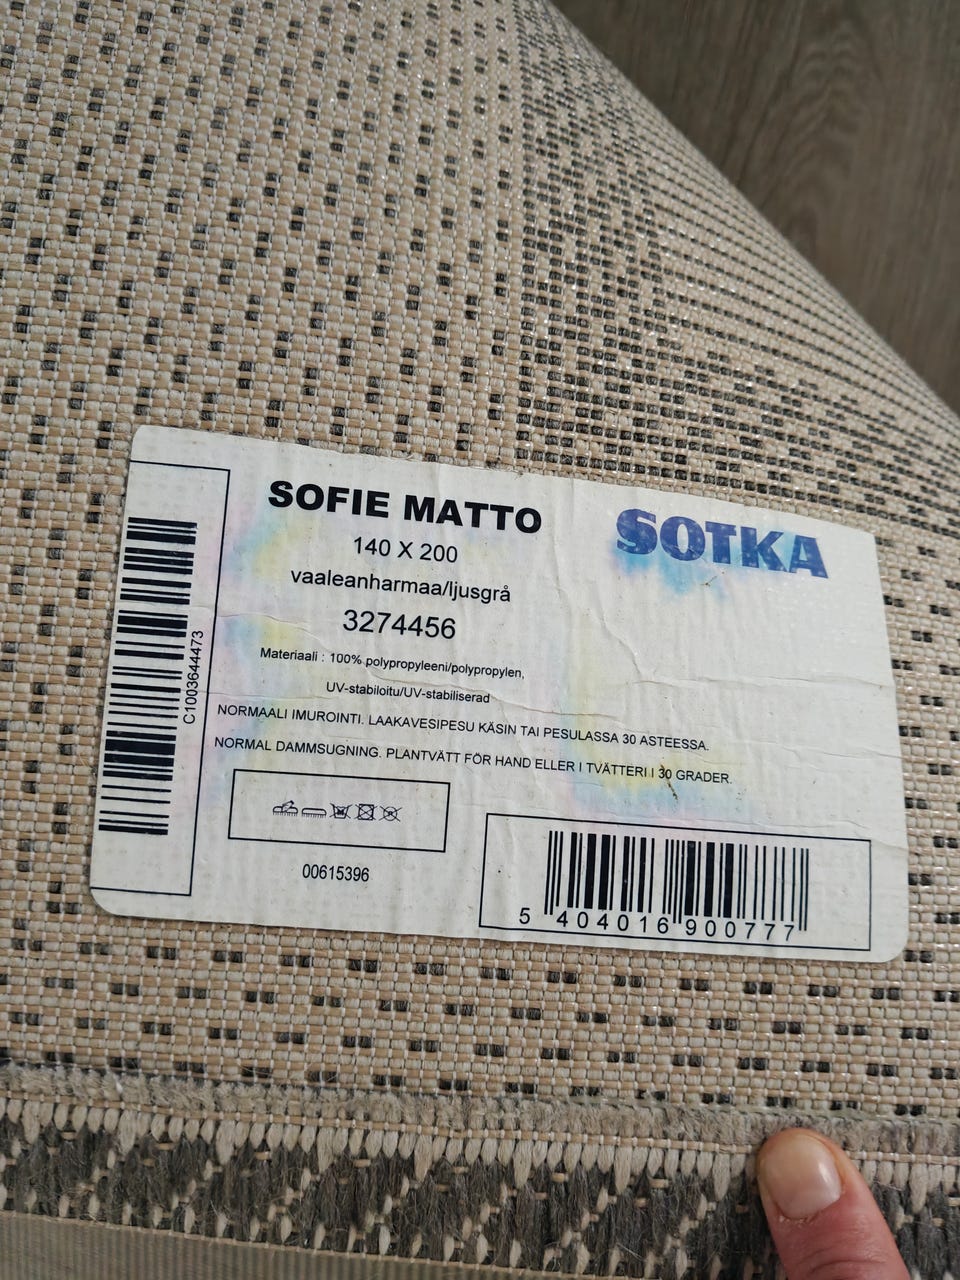 SOFIE MATTO
SOTKA
140 X 200
vaaleanharmaa/ljusgrå
3274456
Materiaali : 100% polypropyleeni/polypropylen,
UV-stabiloitu/UV-stabiliserad
NORMAALI IMUROINTI. LAAKAVESIPESU KÄSIN TAI PESULASSA 30 ASTEESSA.
NORMAL DAMMSUGNING. PLANTVÄTT FÖR HAND ELLER I TVÄTTERI I 30 GRADER.
00615396
C1003644473
5 404016 900777